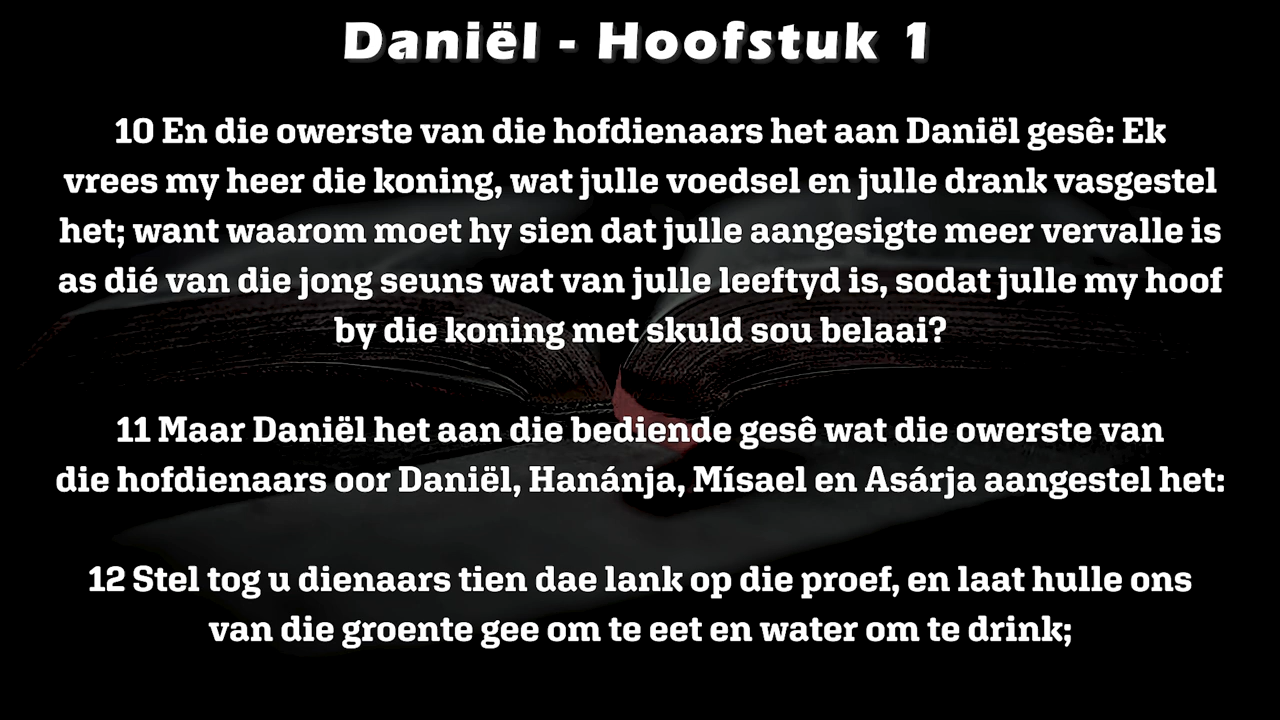 Daniël - Hoofstuk 1
10 En die owerste van die hofdienaars het aan Daniël gesê: Ek
vrees my heer die koning, wat julle voedsel en julle drank vasgestel
het; want waarom moet hy sien dat julle aangesigte meer vervalle is
as dié van die jong seuns wat van julle leeftyd is, sodat julle my hoof
by die koning met skuld sou belaai?
11 Maar Daniël het aan die bediende gesê wat die owerste van
die hofdienaars oor Daniël, Hanánja, Mísael en Asárja aangestel het:
12 Stel tog u dienaars tien dae lank op die proef, en laat hulle ons
van die groente gee om te eet en water om te drink;